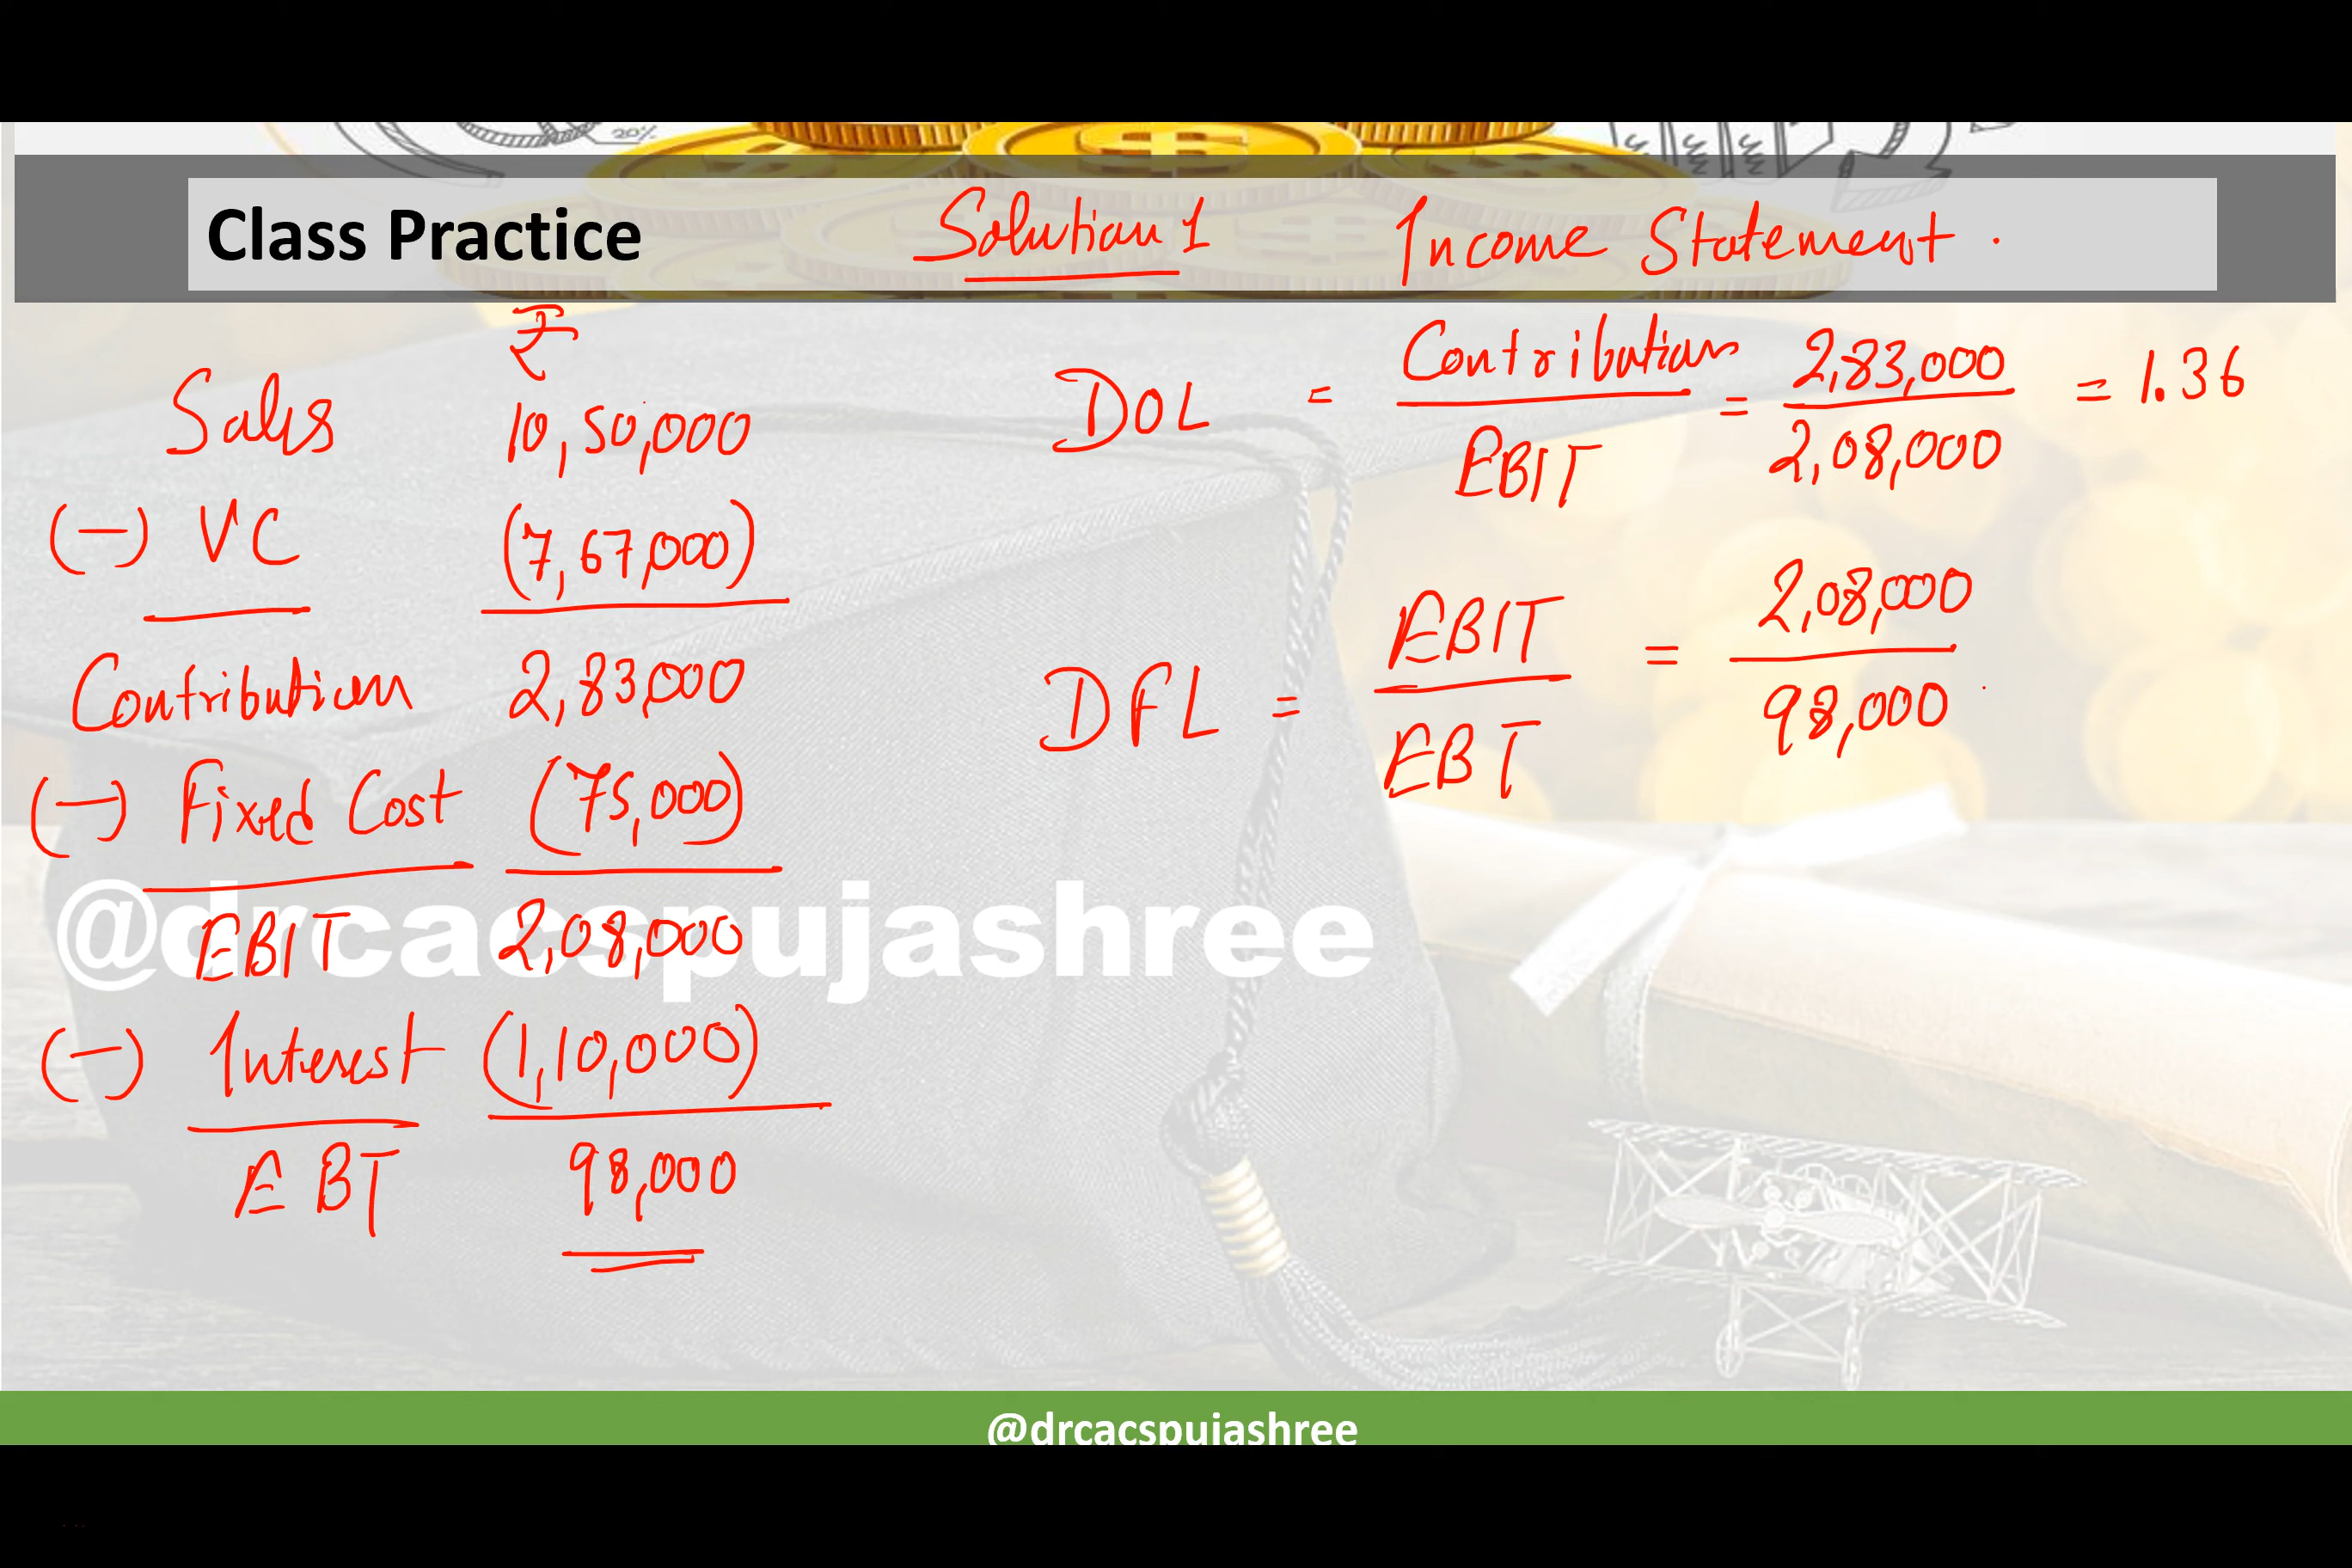 20%
Class Practice Solution 1 Income Statement.
₹
Sales 10,50,000
(-) VC (7,67,000)
Contribution 2,83,000
(-) Fixed Cost (75,000)
EBIT 2,08,000
(-) Interest (1,10,000)
EBT 98,000
DOL = Contribution / EBIT = 2,83,000 / 2,08,000 = 1.36
DFL = EBIT / EBT = 2,08,000 / 98,000
@drcacspujashree
@drcacspujashree